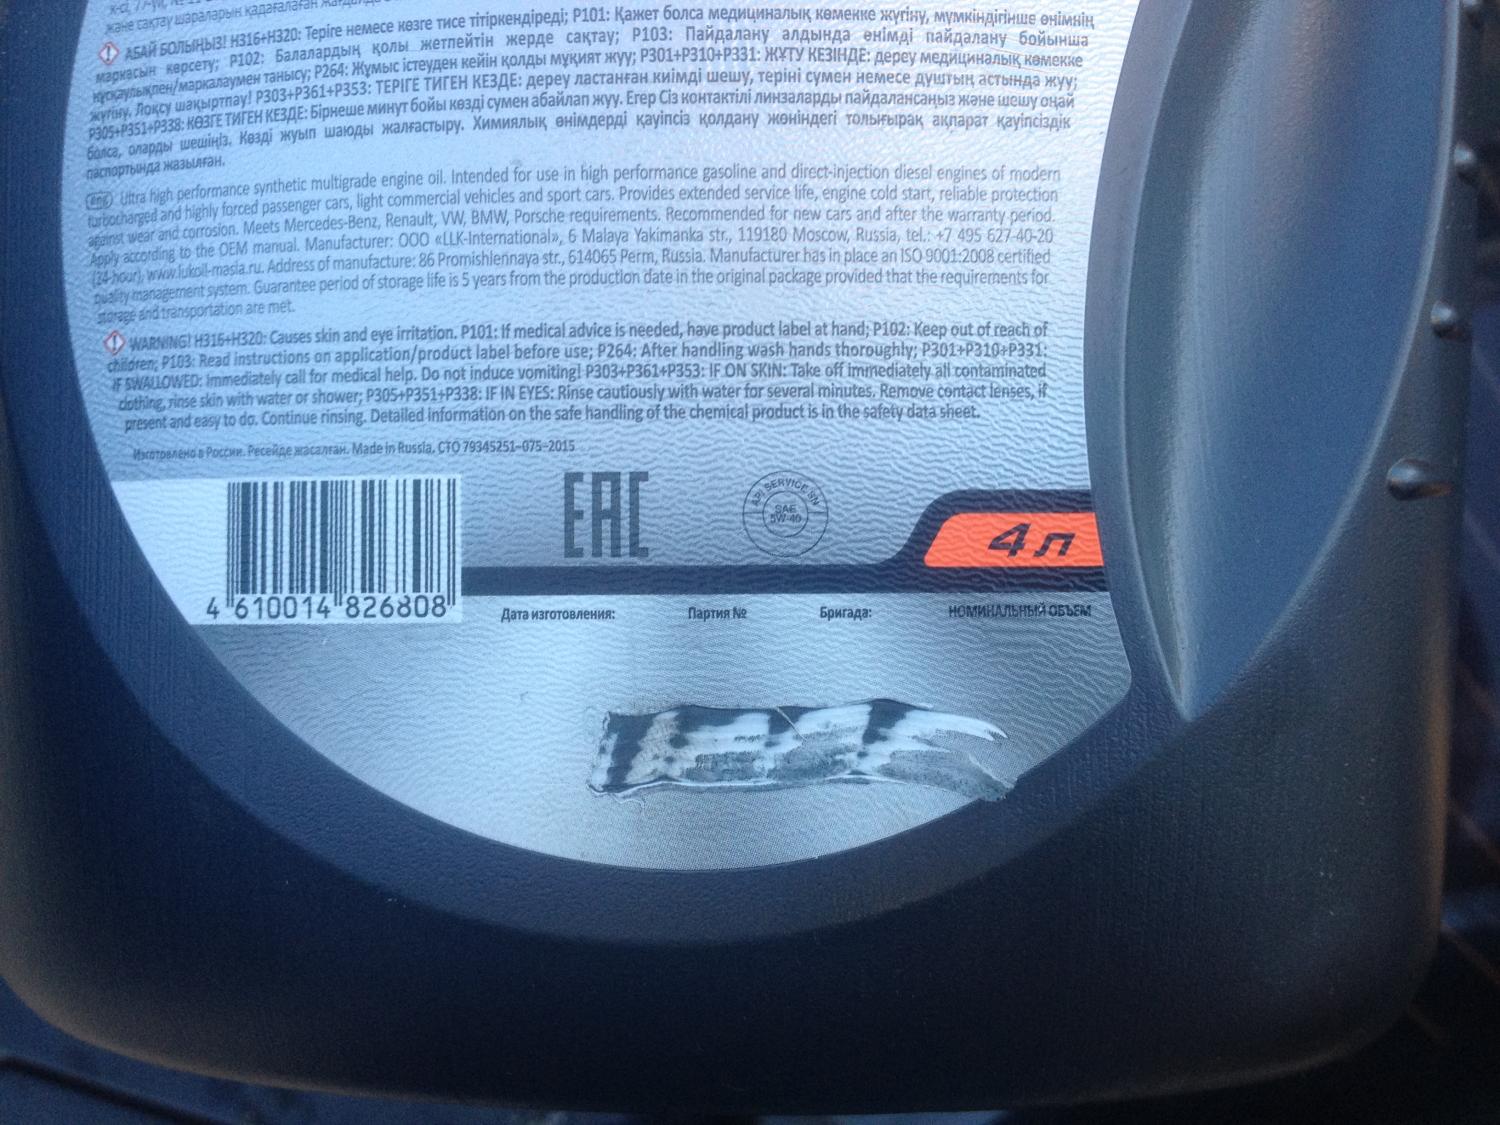 к-сі, 77-үй,
және сақтау шаралары қадағалаған
АБАЙ БОЛЫҢЫЗ! H316+H320: Теріге немесе көзге тисе тітіркендіреді; P101: Қажет болса медициналық көмекке жүгіну, мүмкіндігінше өнімнің
маркасын көрсету; P102: Балалардың қолы жетпейтін жерде сақтау; P103: Пайдалану алдында өнімді пайдалану бойынша
нұсқаулықпен/маркалаумен танысу; P264: Жұмыс істеуден кейін қолды мұқият жуу; P301+P310+P331: ЖҰТУ КЕЗІНДЕ: дереу медициналық көмекке
жүгіну. Лоқсу шақыртпау! P303+P361+P353: ТЕРІГЕ ТИГЕН КЕЗДЕ: дереу ластанған киімді шешу, теріні сумен немесе душтың астында жуу;
P305+P351+P338: КӨЗГЕ ТИГЕН КЕЗДЕ: Бірнеше минут бойы көзді сумен абайлап жуу. Егер Сіз контактілі линзаларды пайдалансаңыз және шешу оңай
болса, оларды шешіңіз. Көзді жуып шаюды жалғастыру. Химиялық өнімдерді қауіпсіз қолдану жөніндегі толығырақ ақпарат қауіпсіздік
паспортында жазылған.
eng Ultra high performance synthetic multigrade engine oil. Intended for use in high performance gasoline and direct-injection diesel engines of modern
turbocharged and highly forced passenger cars, light commercial vehicles and sport cars. Provides extended service life, engine cold start, reliable protection
against wear and corrosion. Meets Mercedes-Benz, Renault, VW, BMW, Porsche requirements. Recommended for new cars and after the warranty period.
Apply according to the OEM manual. Manufacturer: OOO «LLK-International», 6 Malaya Yakimanka str., 119180 Moscow, Russia, tel.: +7 495 627-40-20
(24-hour), www.lukoil-masla.ru. Address of manufacture: 86 Promishlennaya str., 614065 Perm, Russia. Manufacturer has in place an ISO 9001:2008 certified
quality management system. Guarantee period of storage life is 5 years from the production date in the original package provided that the requirements for
storage and transportation are met.
WARNING! H316+H320: Causes skin and eye irritation. P101: If medical advice is needed, have product label at hand; P102: Keep out of reach of
children; P103: Read instructions on application/product label before use; P264: After handling wash hands thoroughly; P301+P310+P331:
IF SWALLOWED: Immediately call for medical help. Do not induce vomiting! P303+P361+P353: IF ON SKIN: Take off immediately all contaminated
clothing, rinse skin with water or shower; P305+P351+P338: IF IN EYES: Rinse cautiously with water for several minutes. Remove contact lenses, if
present and easy to do. Continue rinsing. Detailed information on the safe handling of the chemical product is in the safety data sheet.
Изготовлено в России. Ресейде жасалған. Made in Russia. СТО 79345251-075-2015
EAC
API SERVICE SN
SAE
5W-40
4 л
4 610014 826808
Дата изготовления: Партия № Бригада: НОМИНАЛЬНЫЙ ОБЪЕМ